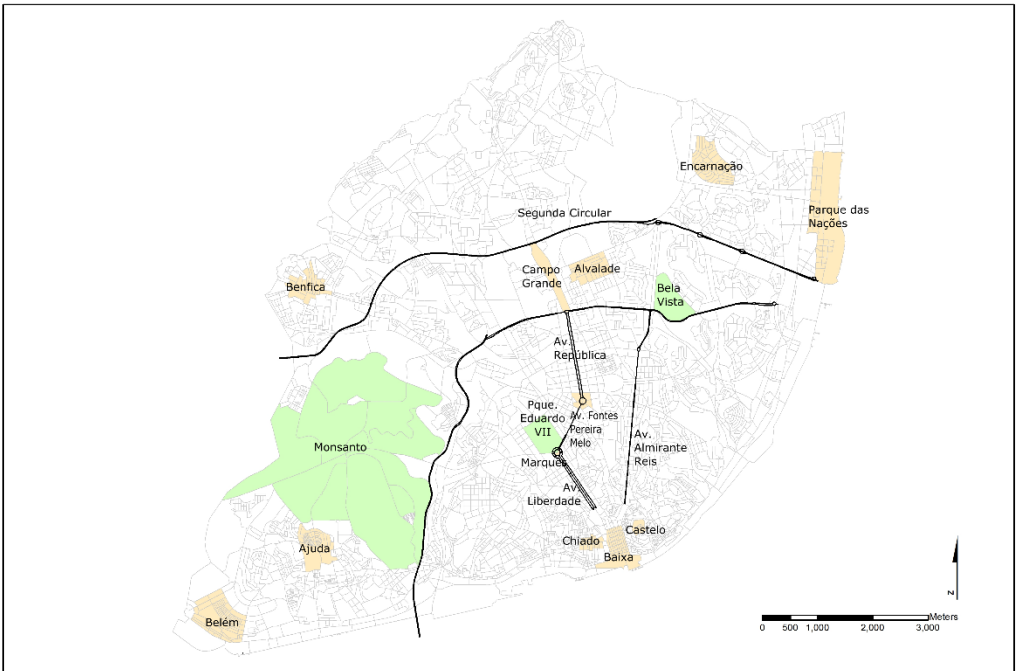 Encarnação
Segunda Circular
Parque das
Nações
Campo
Grande
Alvalade
Benfica
Bela
Vista
Av.
República
Pque.
Eduardo
VII
Av. Fontes
Pereira
Melo
Monsanto
Marquês
Av.
Almirante
Reis
Av.
Liberdade
Castelo
Chiado
Baixa
Ajuda
Belém
N
Meters
0 500 1,000 2,000 3,000